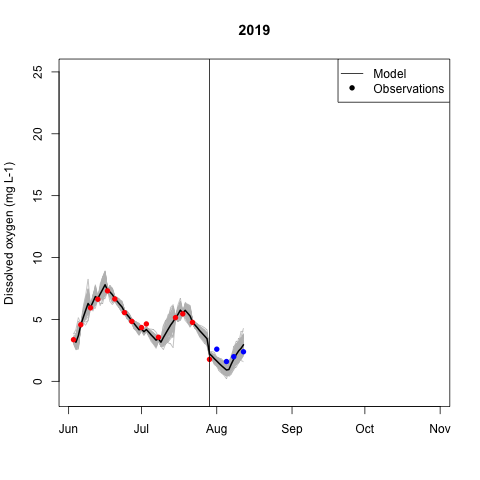 2019
Model
Observations
Dissolved oxygen (mg L-1)
25
20
15
10
5
0
Jun Jul Aug Sep Oct Nov